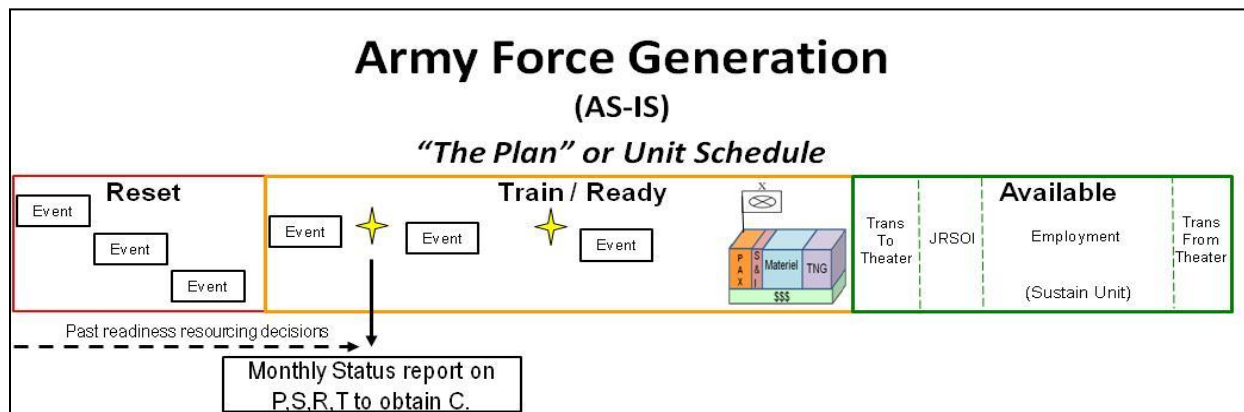 Army Force Generation
(AS-IS)
“The Plan” or Unit Schedule
Reset
Event
Event
Event
Train / Ready
Event
Event
Event
X
PAX
S&I
Materiel
TNG
$$$
Available
Trans
To
Theater
JRSOI
Employment
(Sustain Unit)
Trans
From
Theater
Past readiness resourcing decisions
Monthly Status report on
P,S,R,T to obtain C.